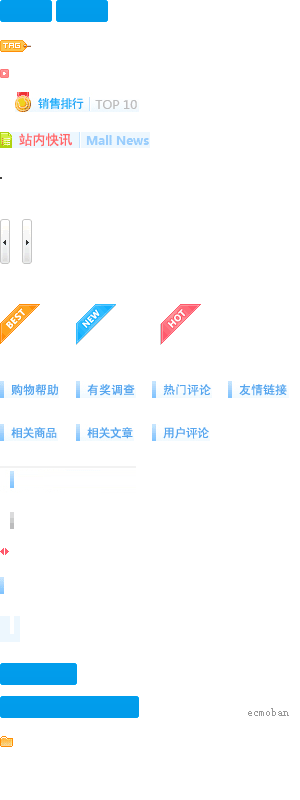 TAG
销售排行 TOP 10
站内快讯 Mall News
BEST NEW HOT
购物帮助 有奖调查 热门评论 友情链接
相关商品 相关文章 用户评论
ecmoban